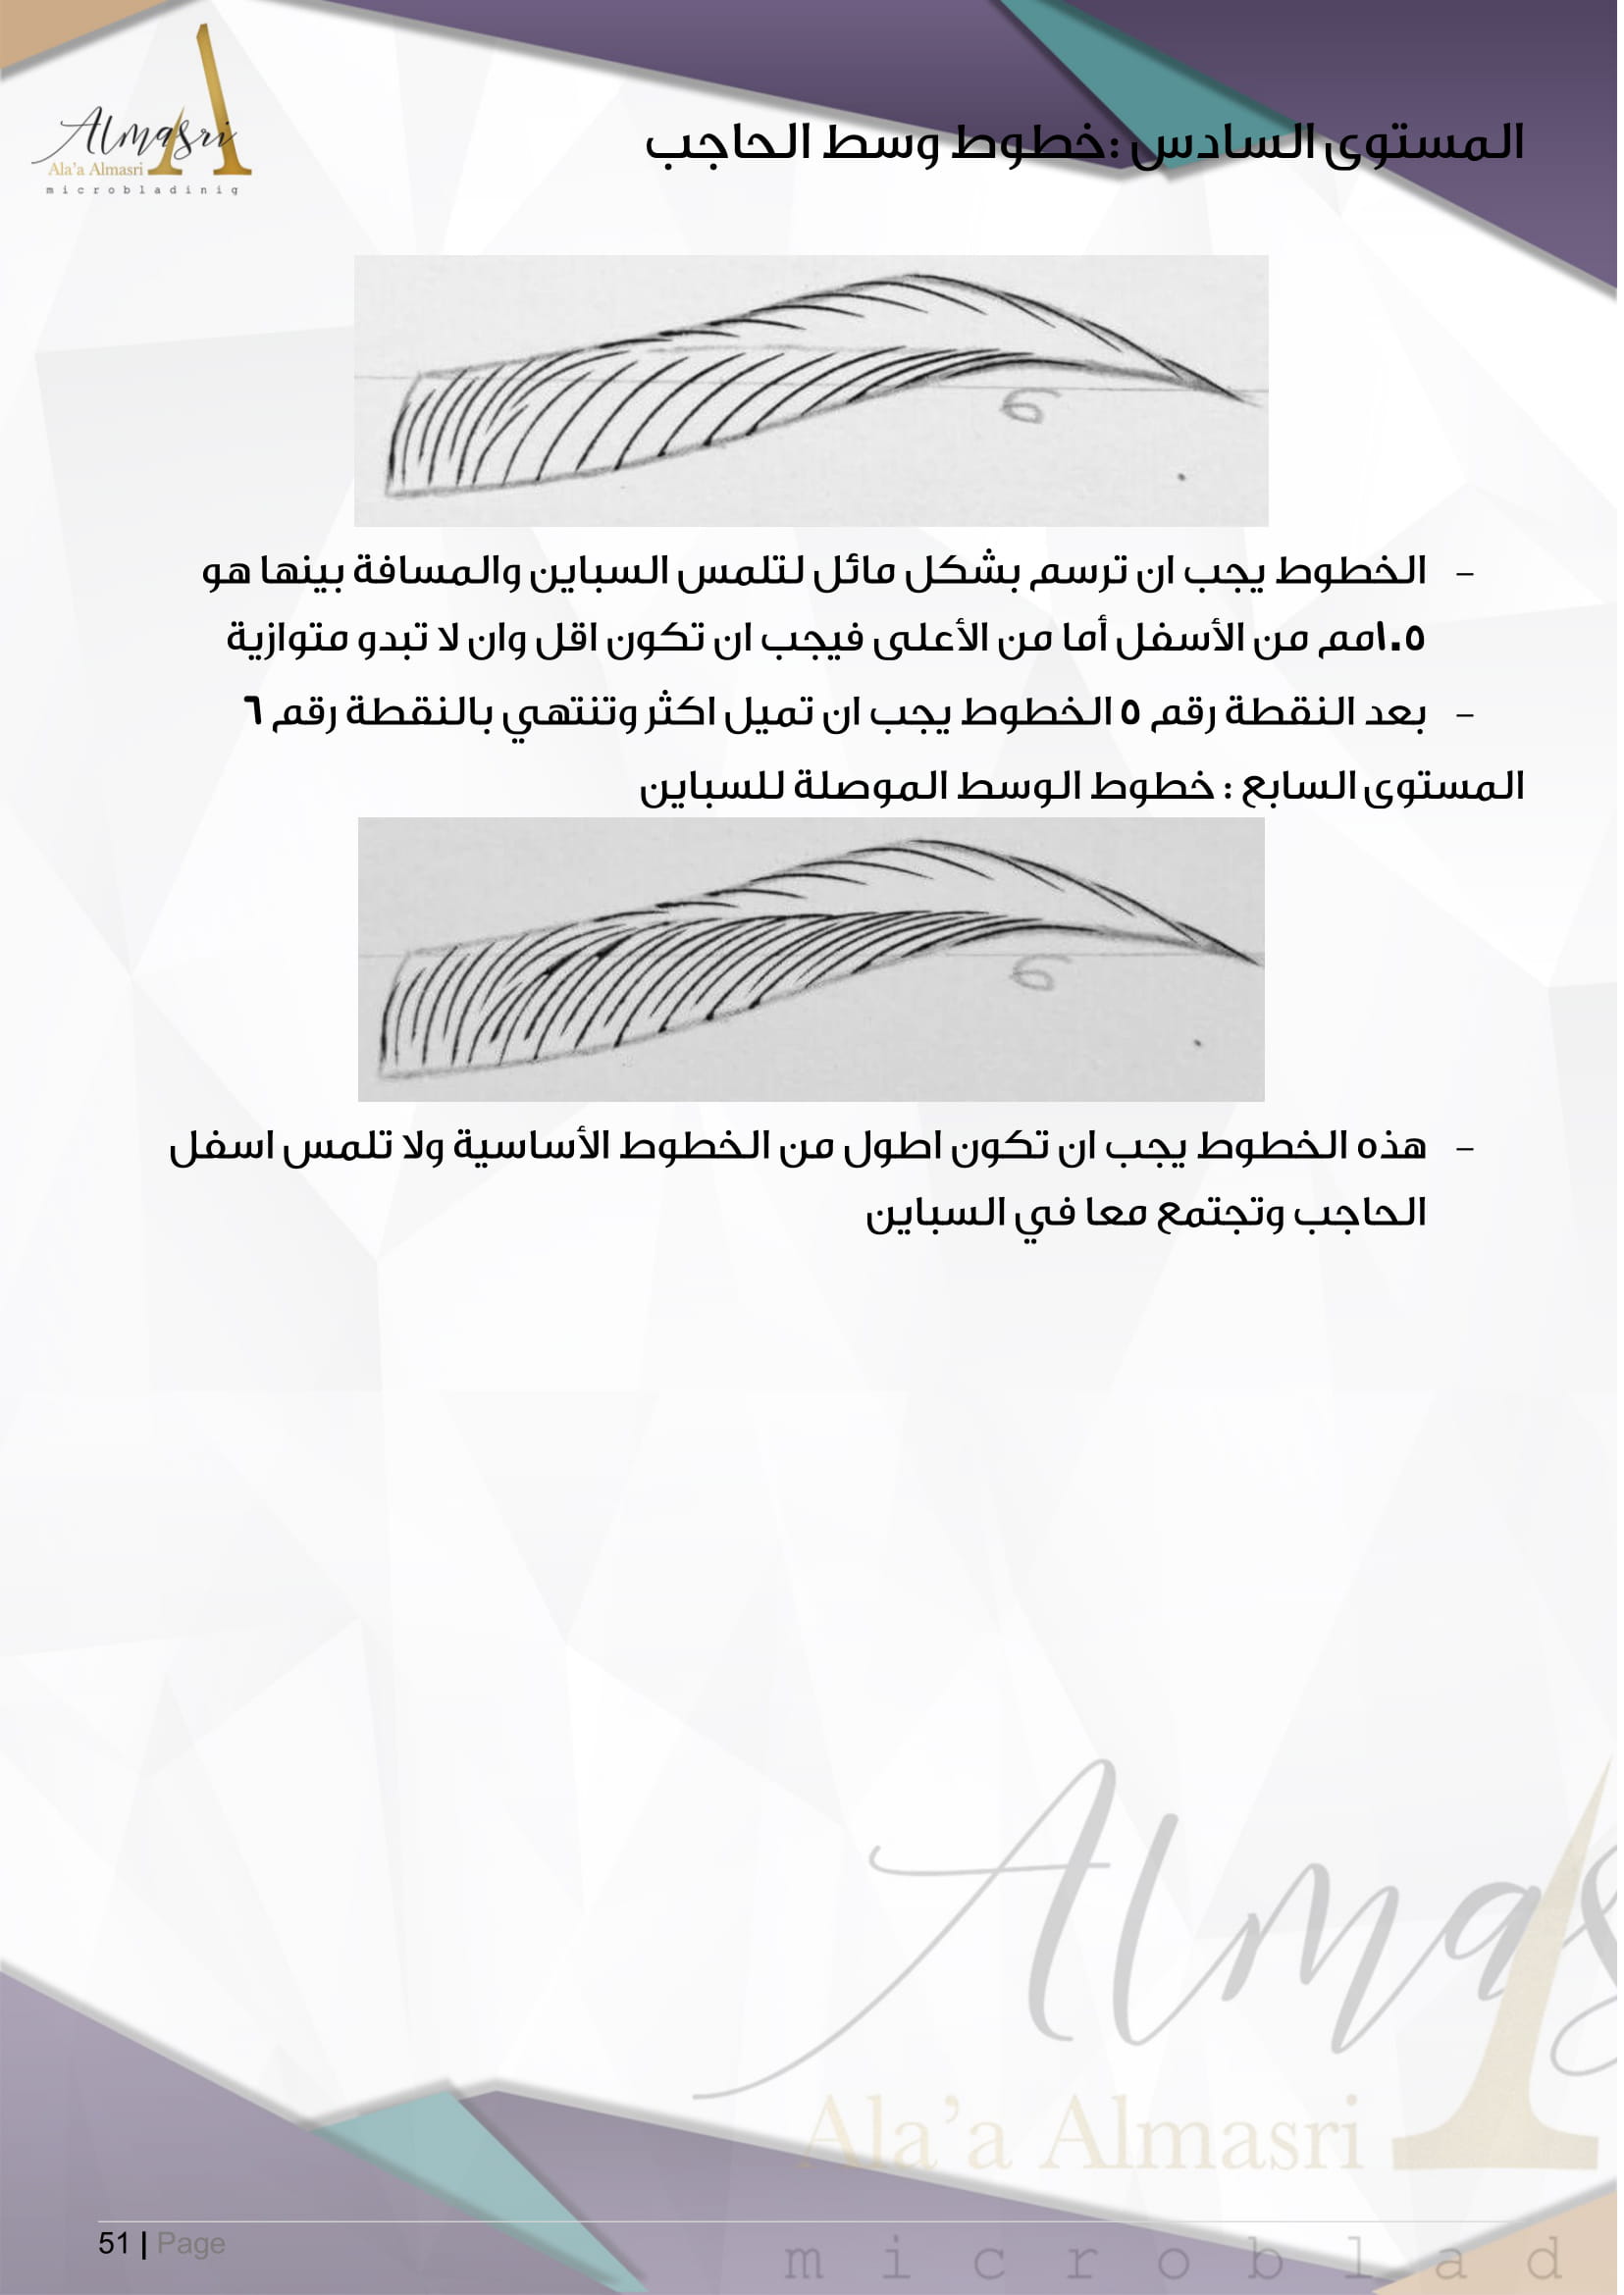 Almasri
Ala'a Almasri
microbladinig
المستوى السادس :خطوط وسط الحاجب
6
- الخطوط يجب ان ترسم بشكل مائل لتلمس السباين والمسافة بينها هو
١.٥مم من الأسفل أما من الأعلى فيجب ان تكون اقل وان لا تبدو متوازية
- بعد النقطة رقم ٥ الخطوط يجب ان تميل اكثر وتنتهي بالنقطة رقم ٦
المستوى السابع : خطوط الوسط الموصلة للسباين
6
- هذه الخطوط يجب ان تكون اطول من الخطوط الأساسية ولا تلمس اسفل
الحاجب وتجتمع معا في السباين
Almas
Ala'a Almasri
microblad
51 | Page